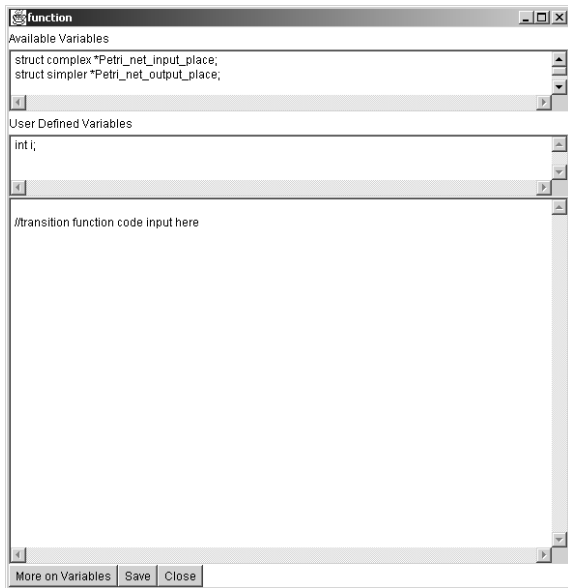 function
Available Variables
struct complex *Petri_net_input_place;
struct simpler *Petri_net_output_place;
User Defined Variables
int i;
//transition function code input here
More on Variables Save Close